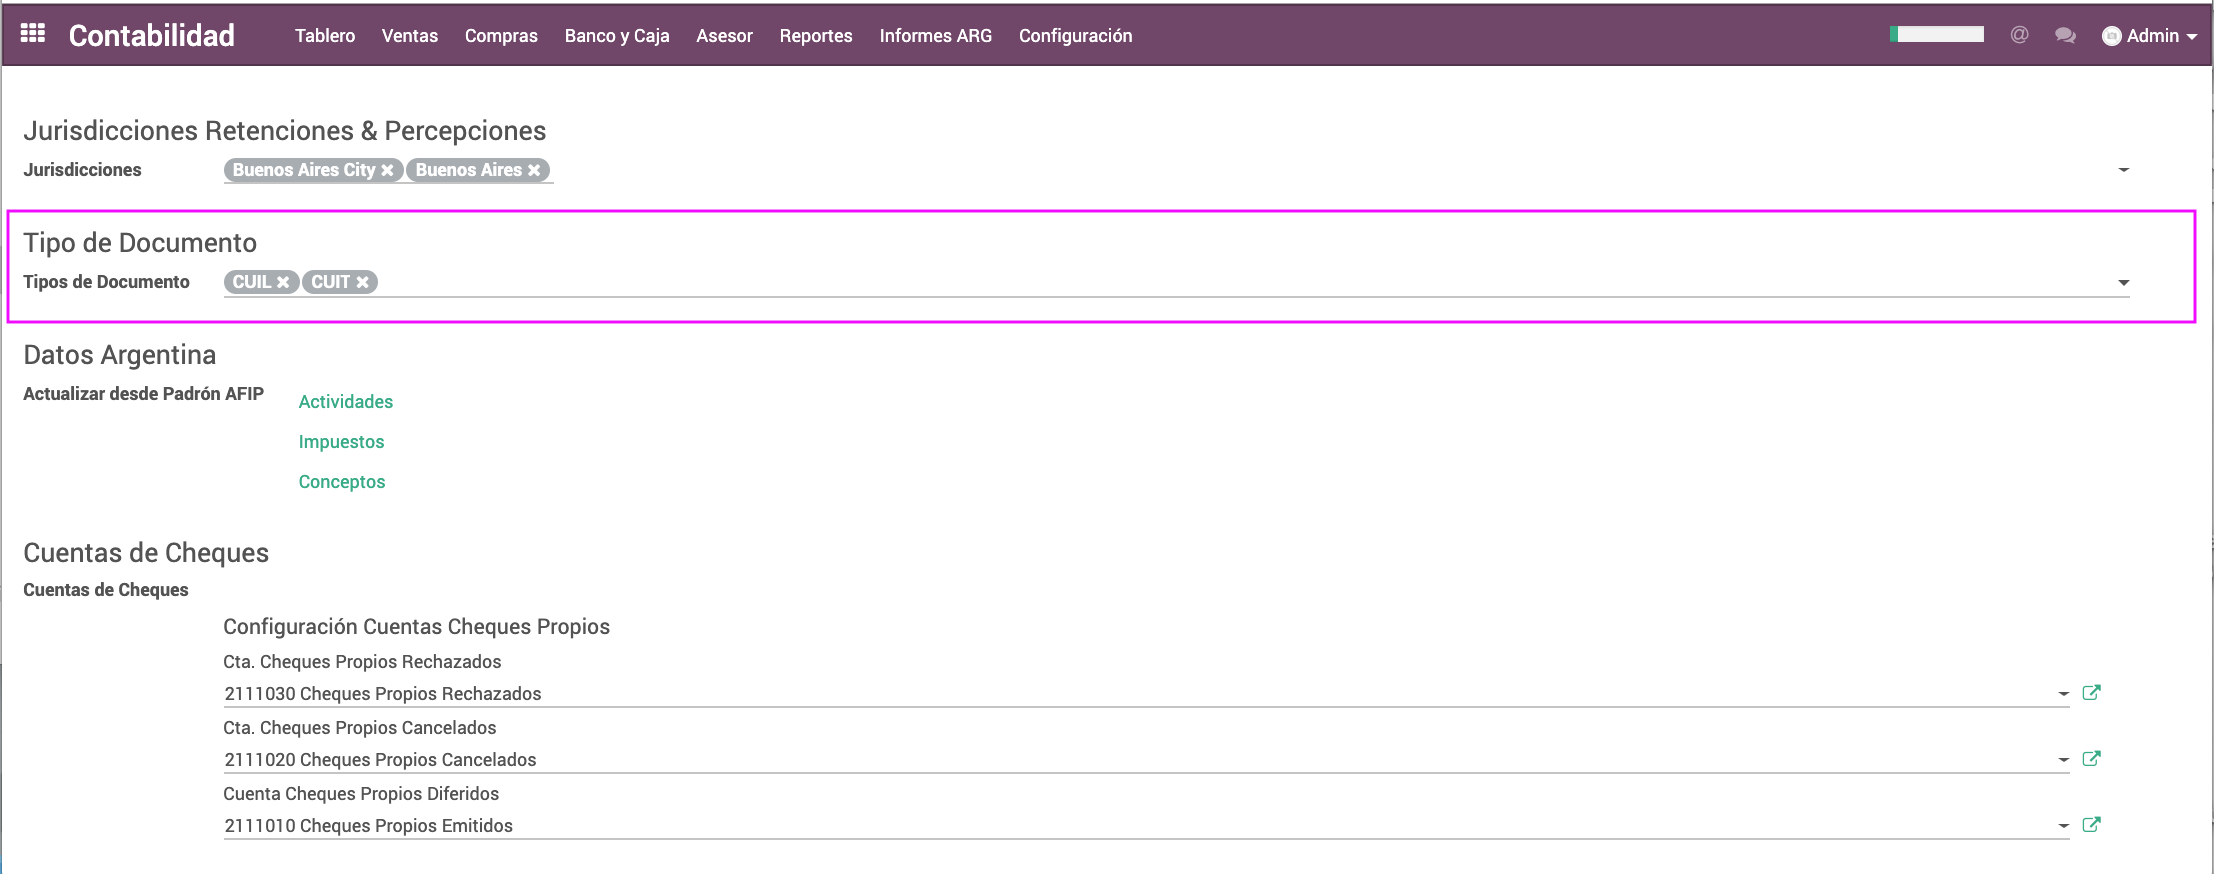 Contabilidad Tablero Ventas Compras Banco y Caja Asesor Reportes Informes ARG Configuración @ Admin
Jurisdicciones Retenciones & Percepciones
Jurisdicciones Buenos Aires City Buenos Aires
Tipo de Documento
Tipos de Documento CUIL CUIT
Datos Argentina
Actualizar desde Padrón AFIP
Actividades
Impuestos
Conceptos
Cuentas de Cheques
Cuentas de Cheques
Configuración Cuentas Cheques Propios
Cta. Cheques Propios Rechazados
2111030 Cheques Propios Rechazados
Cta. Cheques Propios Cancelados
2111020 Cheques Propios Cancelados
Cuenta Cheques Propios Diferidos
2111010 Cheques Propios Emitidos